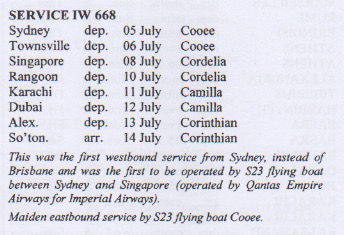 SERVICE IW 668
Sydney dep. 05 July Cooee
Townsville dep. 06 July Cooee
Singapore dep. 08 July Cordelia
Rangoon dep. 10 July Cordelia
Karachi dep. 11 July Camilla
Dubai dep. 12 July Camilla
Alex. dep. 13 July Corinthian
So'ton. arr. 14 July Corinthian
This was the first westbound service from Sydney, instead of
Brisbane and was the first to be operated by S23 flying boat
between Sydney and Singapore (operated by Qantas Empire
Airways for Imperial Airways).
Maiden eastbound service by S23 flying boat Cooee.